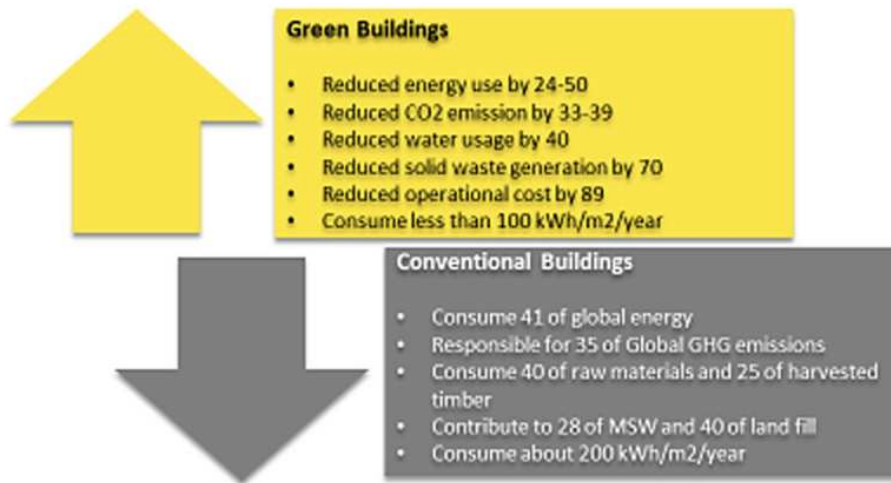 Green Buildings
• Reduced energy use by 24-50
• Reduced CO2 emission by 33-39
• Reduced water usage by 40
• Reduced solid waste generation by 70
• Reduced operational cost by 89
• Consume less than 100 kWh/m2/year
Conventional Buildings
• Consume 41 of global energy
• Responsible for 35 of Global GHG emissions
• Consume 40 of raw materials and 25 of harvested
timber
• Contribute to 28 of MSW and 40 of land fill
• Consume about 200 kWh/m2/year